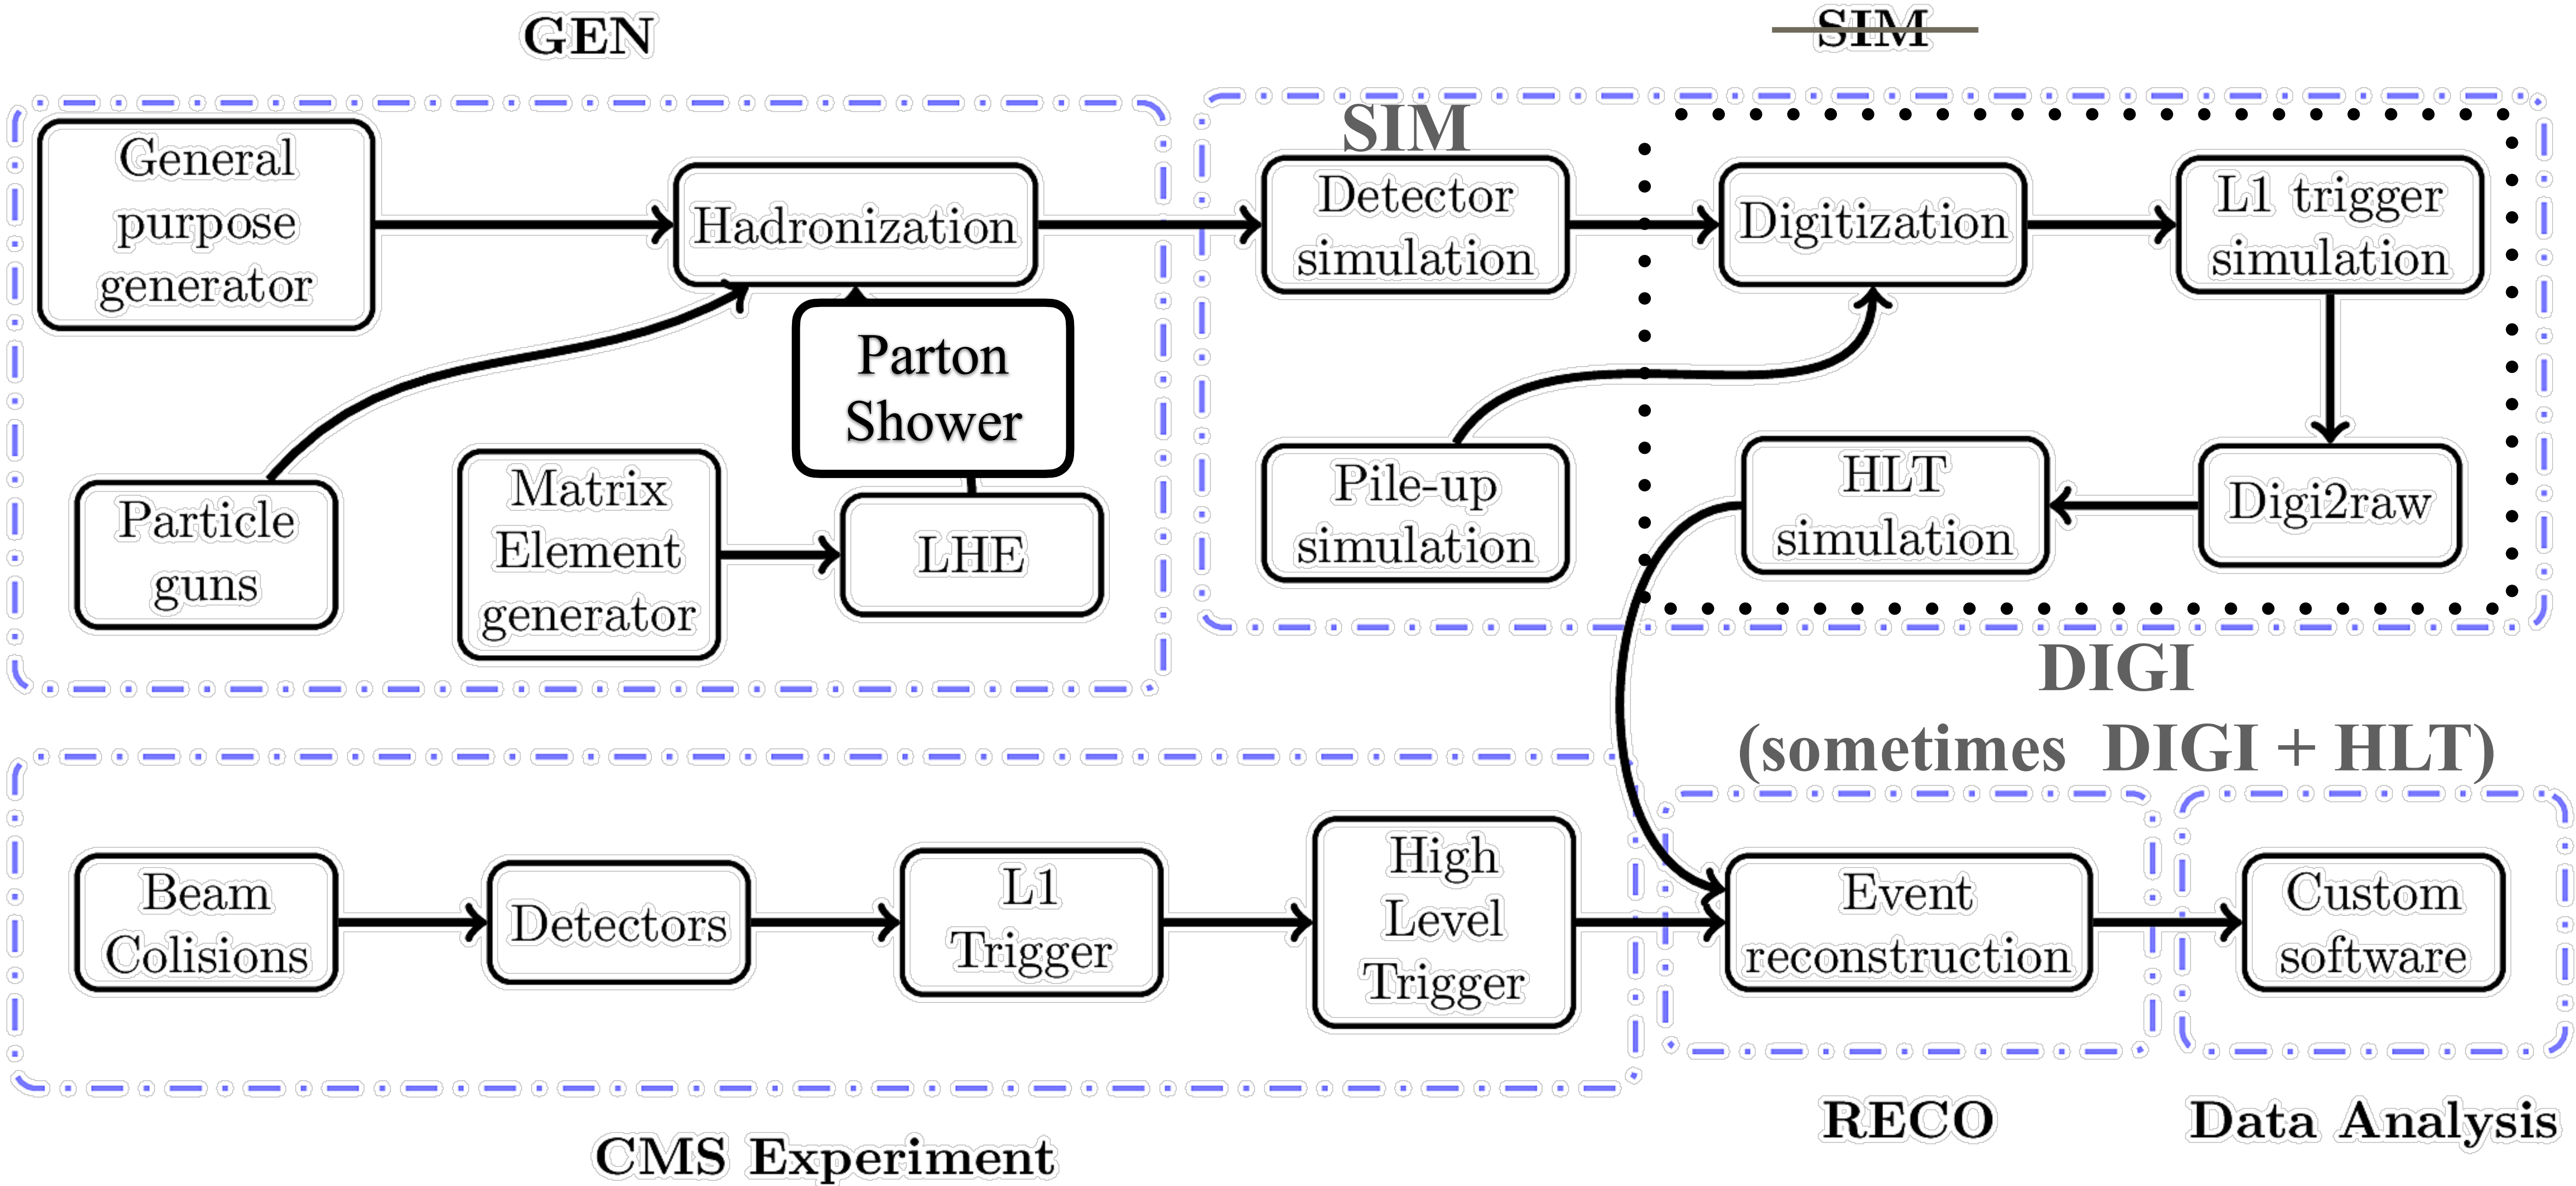 GEN
SIM
General
purpose
generator
Hadronization
Parton
Shower
Particle
guns
Matrix
Element
generator
LHE
SIM
Detector
simulation
Digitization
L1 trigger
simulation
Pile-up
simulation
HLT
simulation
Digi2raw
DIGI
(sometimes DIGI + HLT)
Beam
Colisions
Detectors
L1
Trigger
High
Level
Trigger
Event
reconstruction
Custom
software
CMS Experiment
RECO
Data Analysis